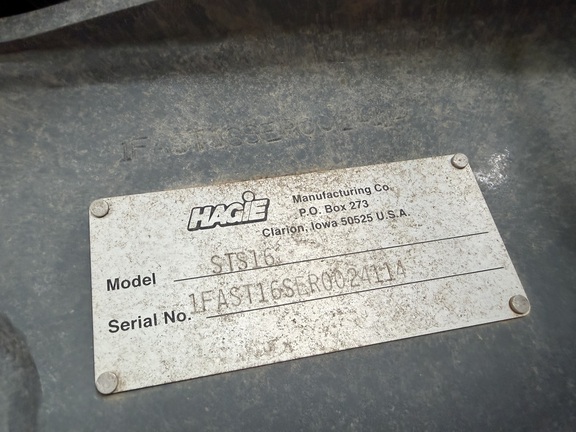 HAGIE
Manufacturing Co.
P.O. Box 273
Clarion, Iowa 50525 U.S.A.
Model STS16
Serial No. 1FAST16SER0024114